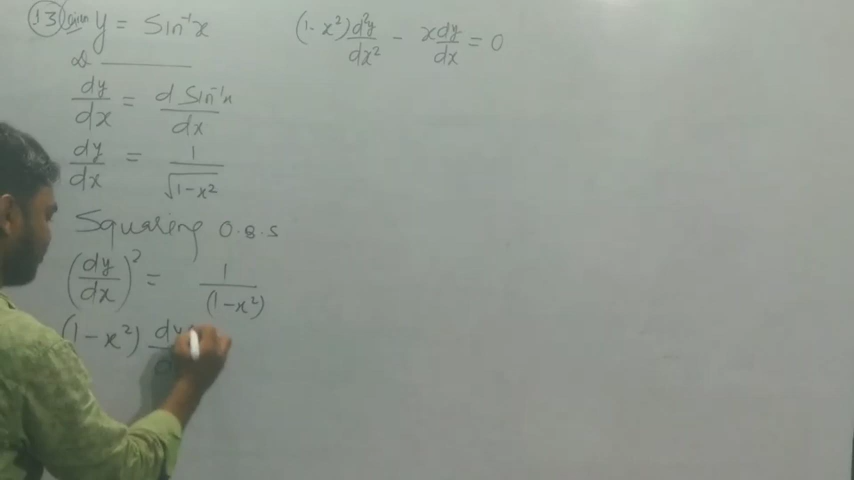 13) Given y = Sin⁻¹x
(1-x²) d²y/dx² - x dy/dx = 0
dy/dx = d Sin⁻¹x/dx
dy/dx = 1/√(1-x²)
Squaring O.B.S
(dy/dx)² = 1/(1-x²)
(1-x²) dy